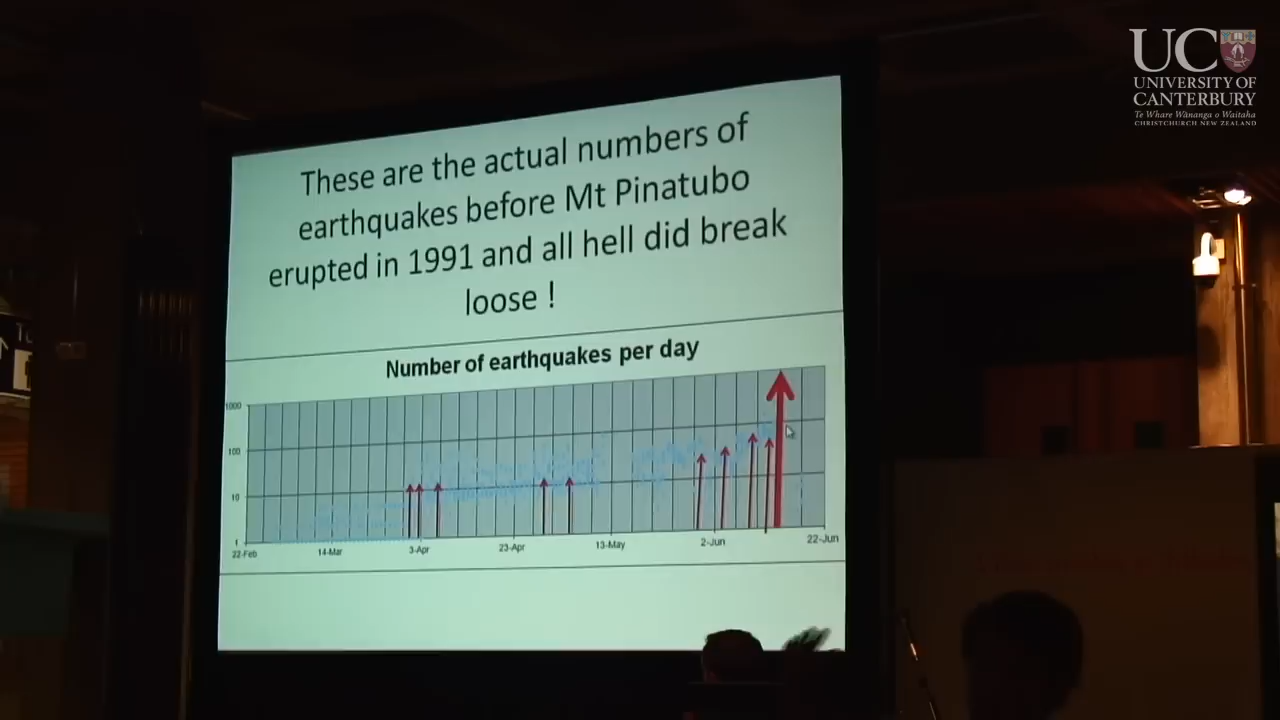 UC
UNIVERSITY OF
CANTERBURY
Te Whare Wānanga o Waitaha
CHRISTCHURCH NEW ZEALAND
These are the actual numbers of
earthquakes before Mt Pinatubo
erupted in 1991 and all hell did break
loose !
Number of earthquakes per day
1000
100
10
1
22-Feb 14-Mar 3-Apr 23-Apr 13-May 2-Jun 22-Jun